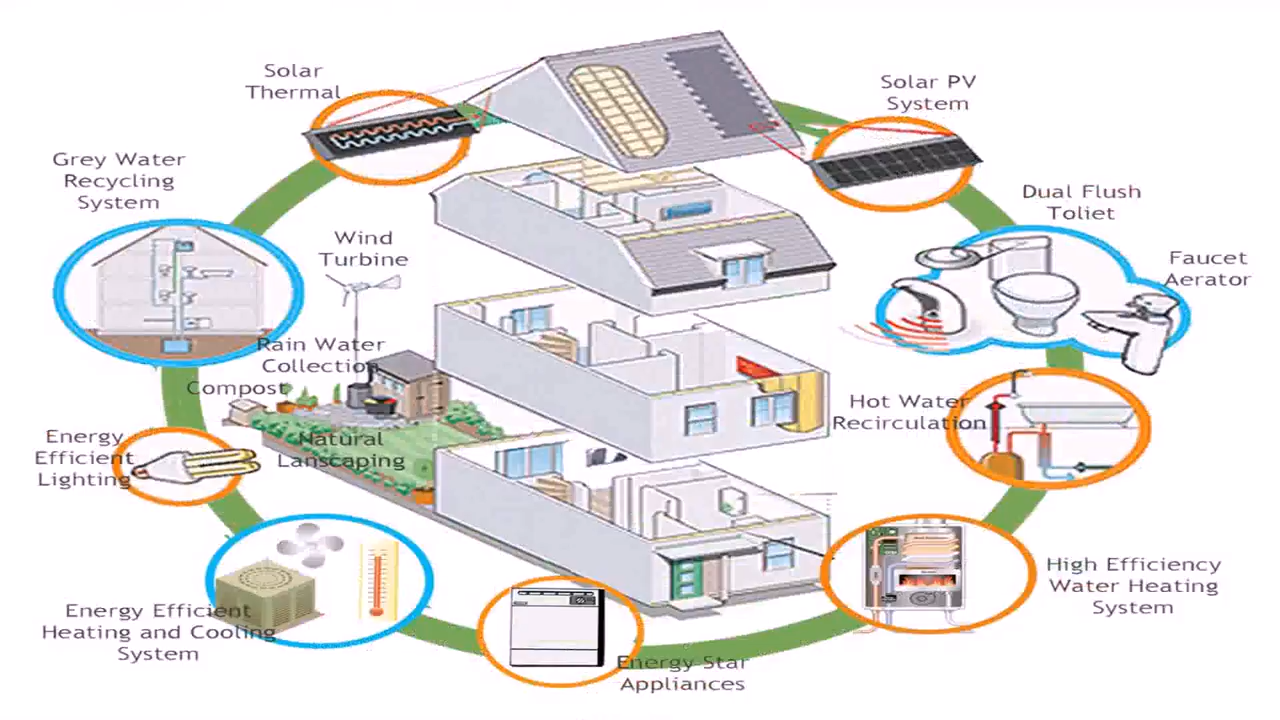 Solar
Thermal
Solar PV
System
Grey Water
Recycling
System
Dual Flush
Toliet
Wind
Turbine
Faucet
Aerator
Rain Water
Collection
Compost
Hot Water
Recirculation
Energy
Efficient
Lighting
Natural
Lanscaping
High Efficiency
Water Heating
System
Energy Efficient
Heating and Cooling
System
Energy Star
Appliances